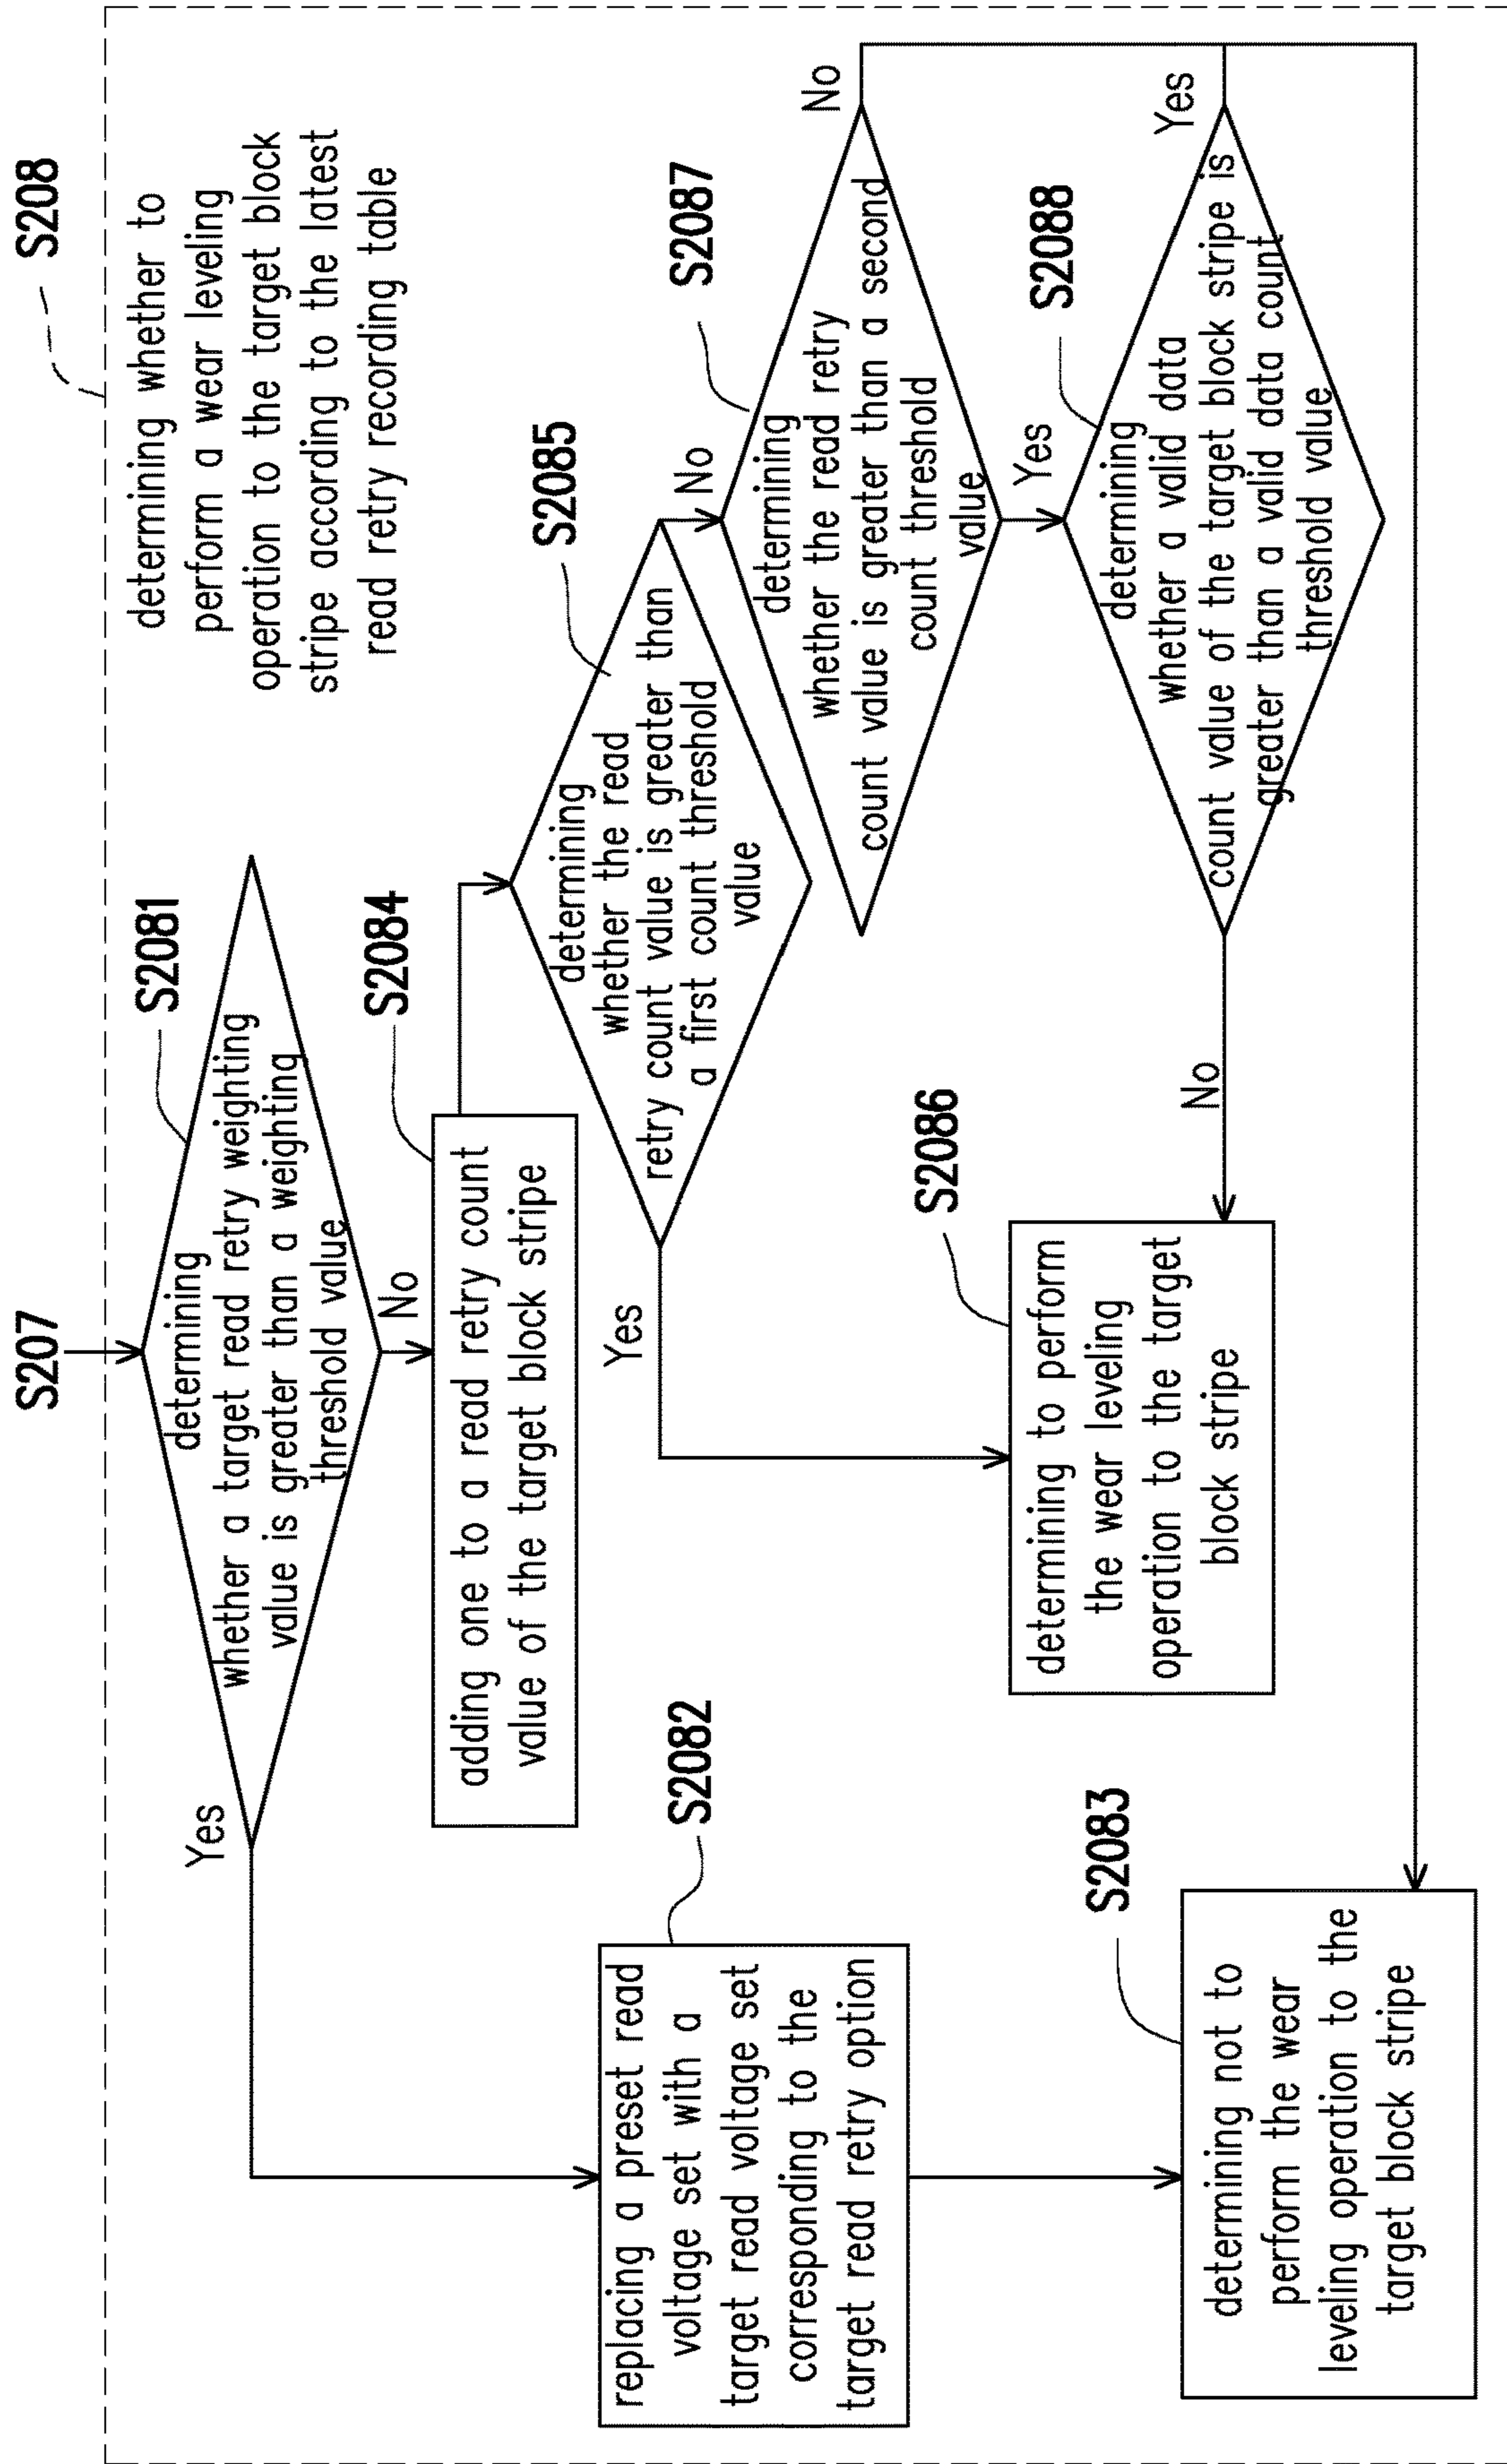 S207
S208
determining whether to
perform a wear leveling
operation to the target block
stripe according to the latest
read retry recording table
S2081
determining
whether a target read retry weighting
value is greater than a weighting
threshold value
Yes
No
S2084
adding one to a read retry count
value of the target block stripe
S2085
determining
whether the read
retry count value is greater than
a first count threshold
value
Yes
No
S2082
replacing a preset read
voltage set with a
target read voltage set
corresponding to the
target read retry option
S2087
determining
whether the read retry
count value is greater than a second
count threshold
value
No
Yes
S2086
determining to perform
the wear leveling
operation to the target
block stripe
S2088
determining
whether a valid data
count value of the target block stripe is
greater than a valid data count
threshold value
No
Yes
S2083
determining not to
perform the wear
leveling operation to the
target block stripe